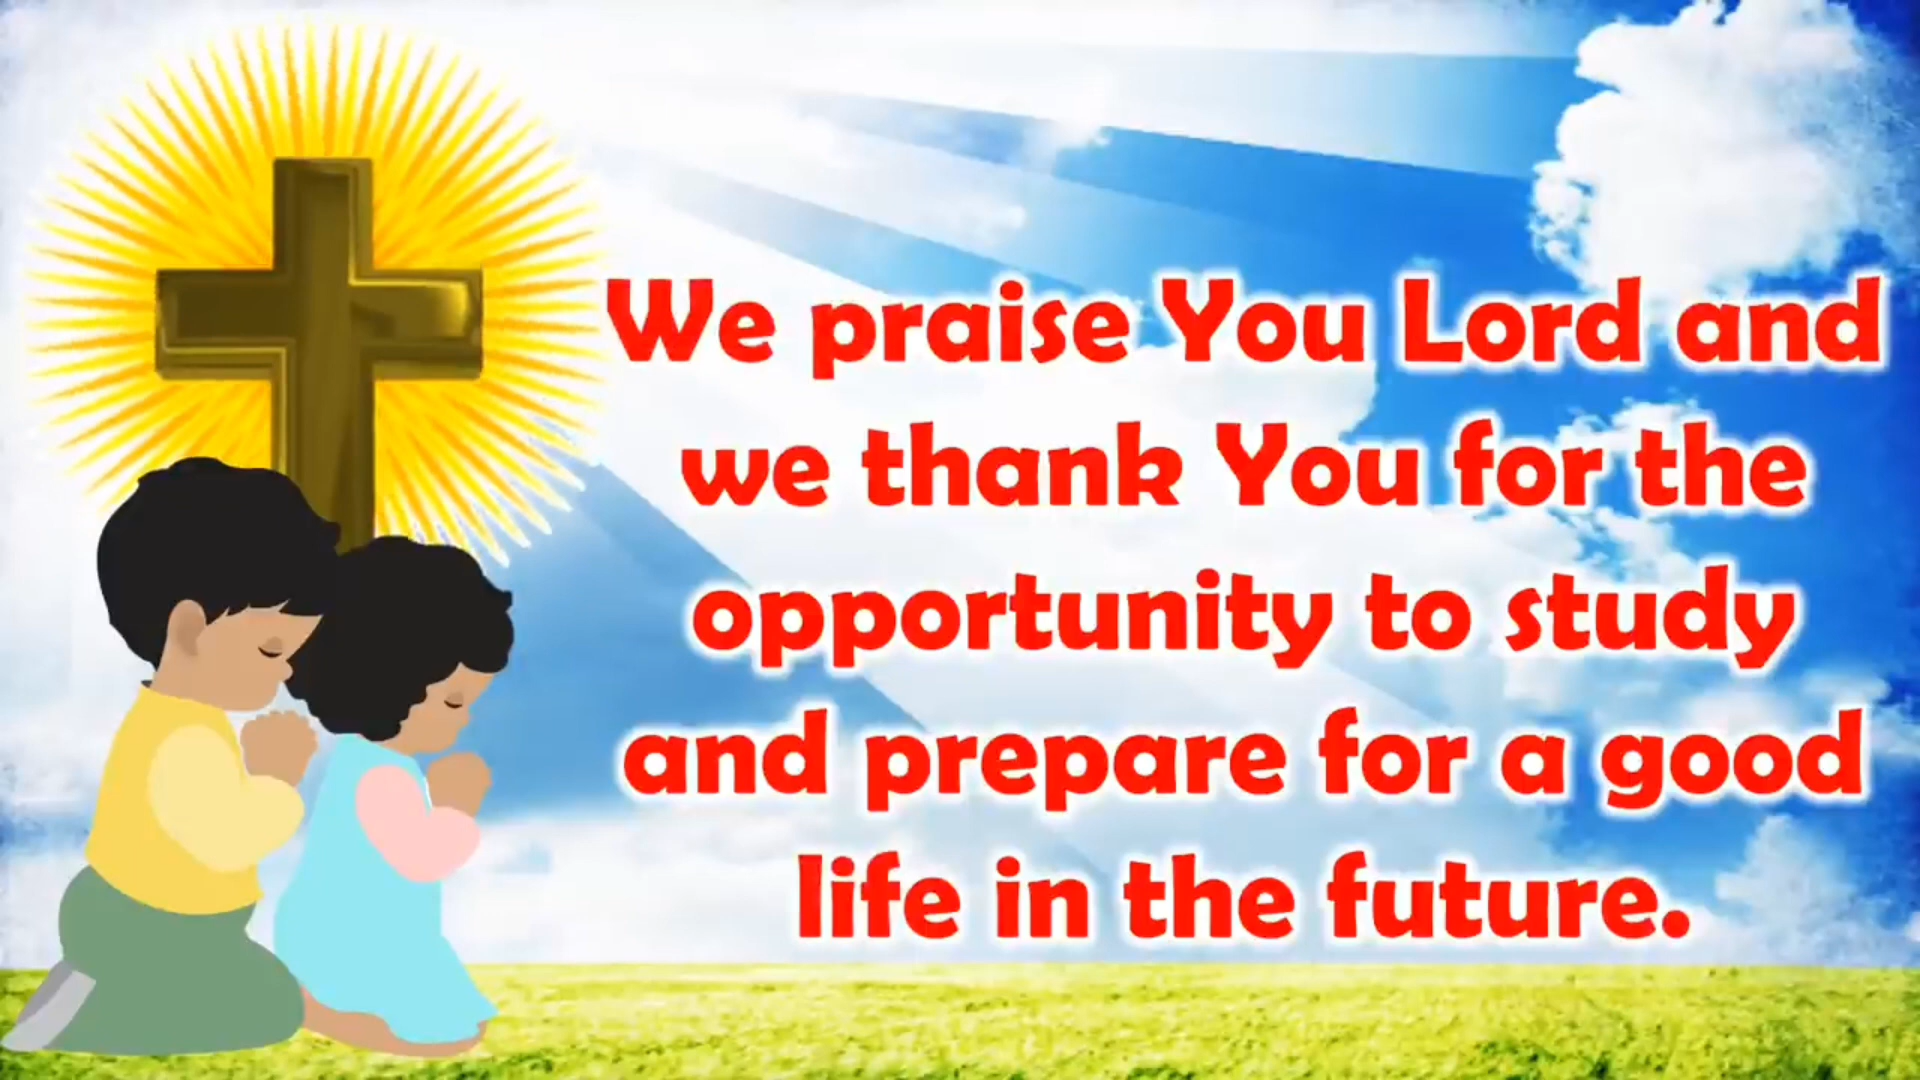 We praise You Lord and
we thank You for the
opportunity to study
and prepare for a good
life in the future.